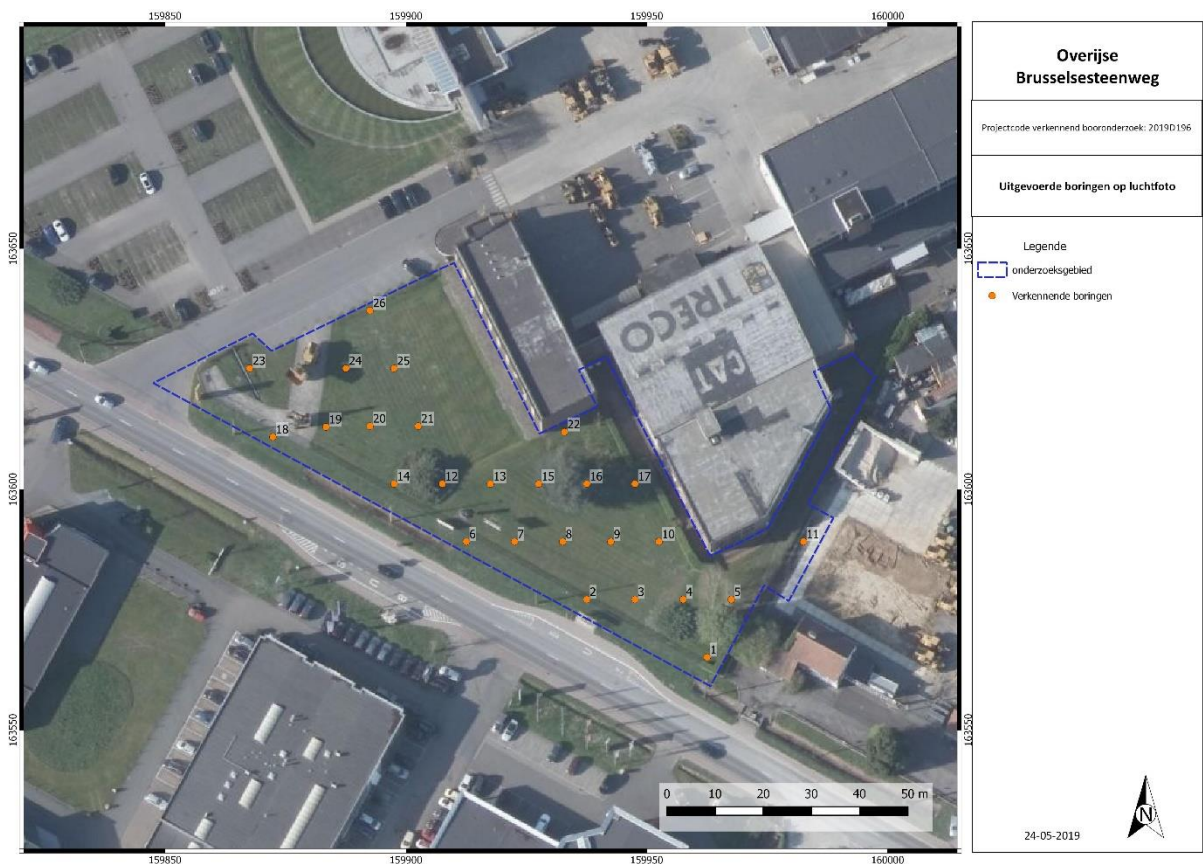 159850 159900 159950 160000
Overijse
Brusselsesteenweg
Projectcode verkennend booronderzoek: 2019D196
Uitgevoerde boringen op luchtfoto
Legende
onderzoeksgebied
Verkennende boringen
163650
163650
TRECO
CAT
26
23
24
25
18
19
20
21
22
163600
163600
14
12
13
15
16
17
6
7
8
9
10
11
2
3
4
5
1
163550
163550
0 10 20 30 40 50 m
N
24-05-2019
159850 159900 159950 160000